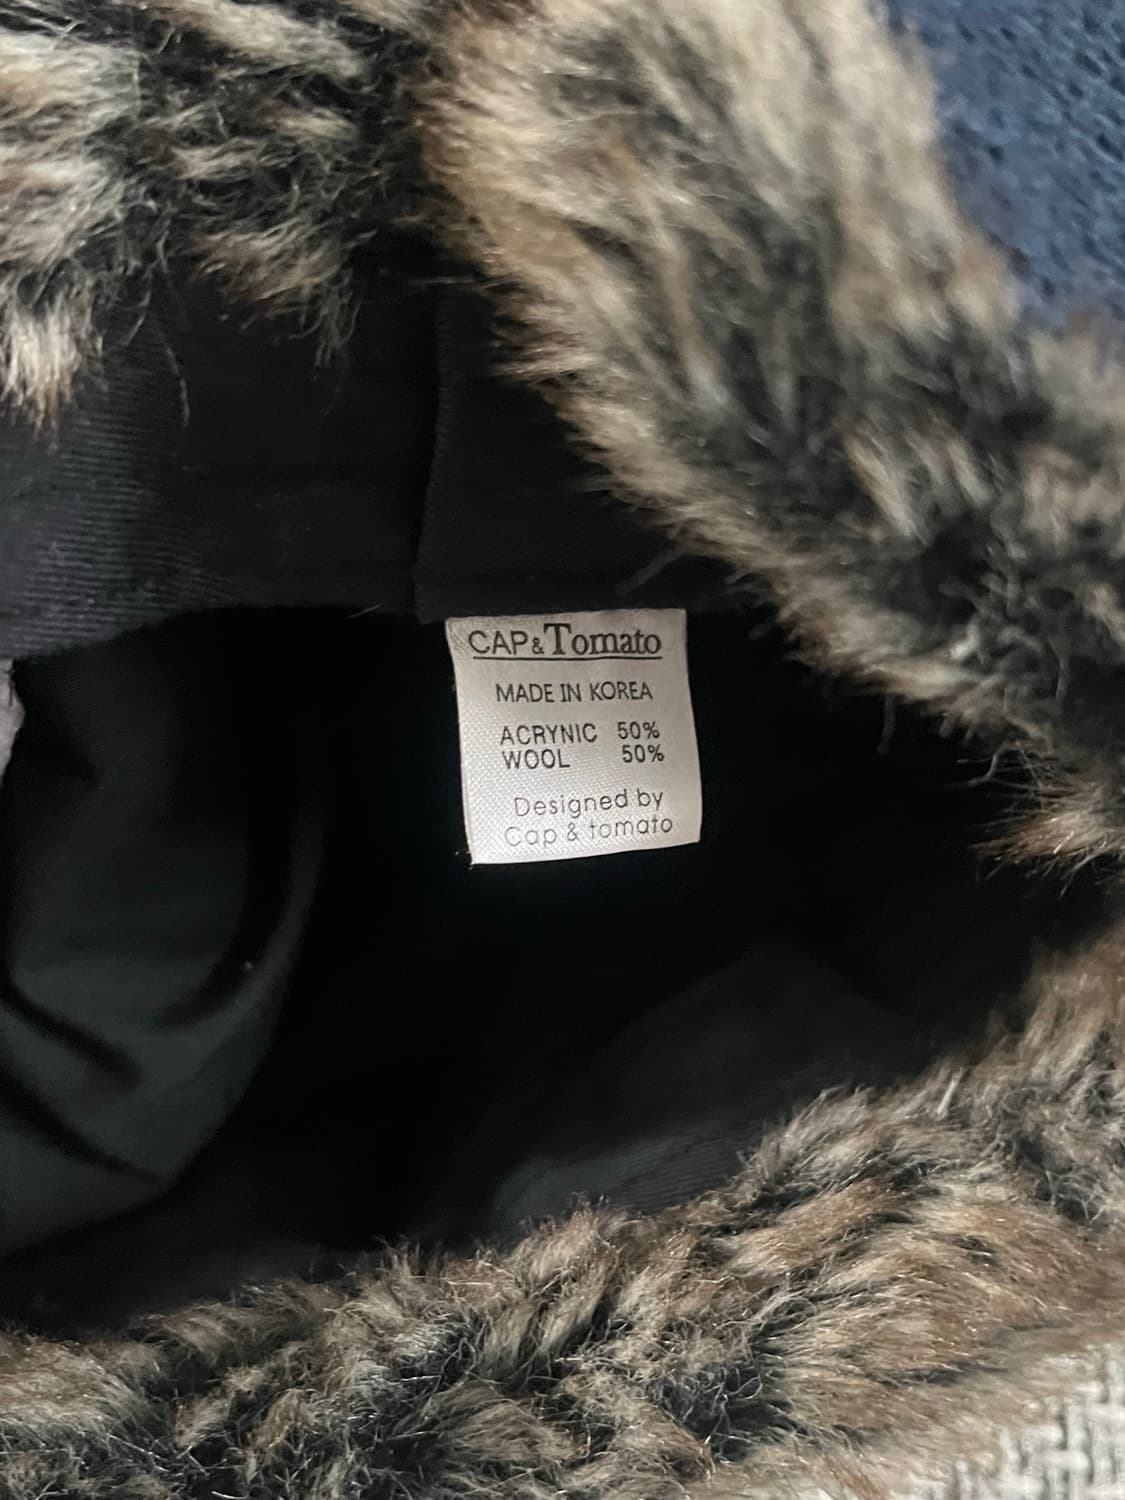 CAP&Tomato
MADE IN KOREA
ACRYNIC 50%
WOOL 50%
Designed by
Cap & tomato